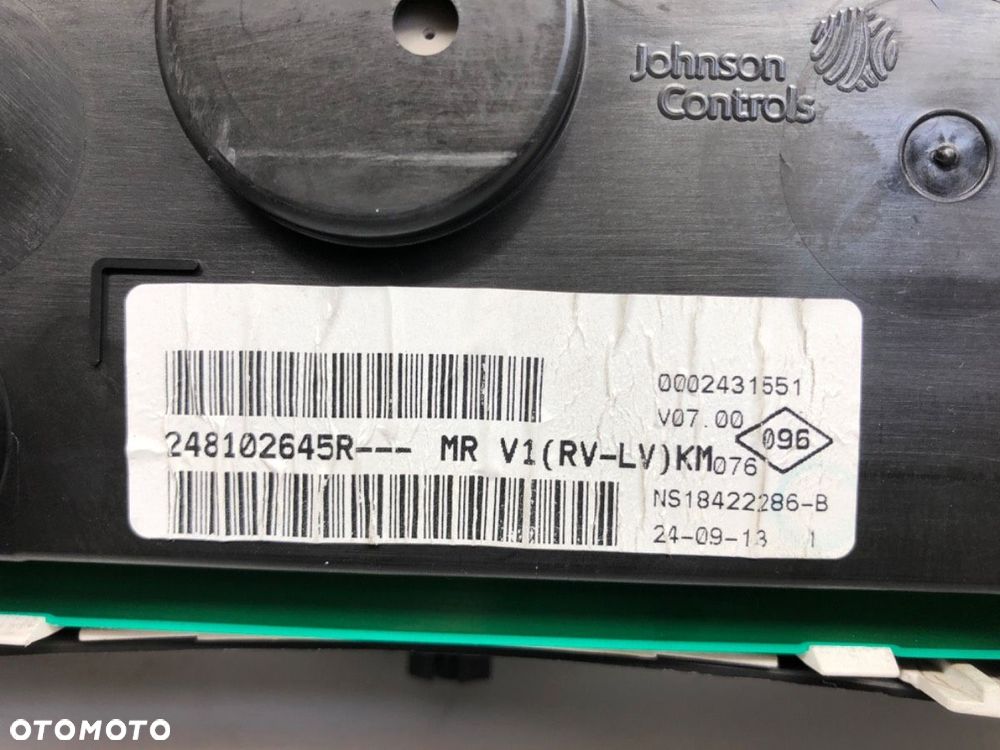 Johnson
Controls
0002431551
V07.00
096
248102645R--- MR V1(RV-LV)KM
076
NS18422286-B
24-09-13 1
OTOMOTO